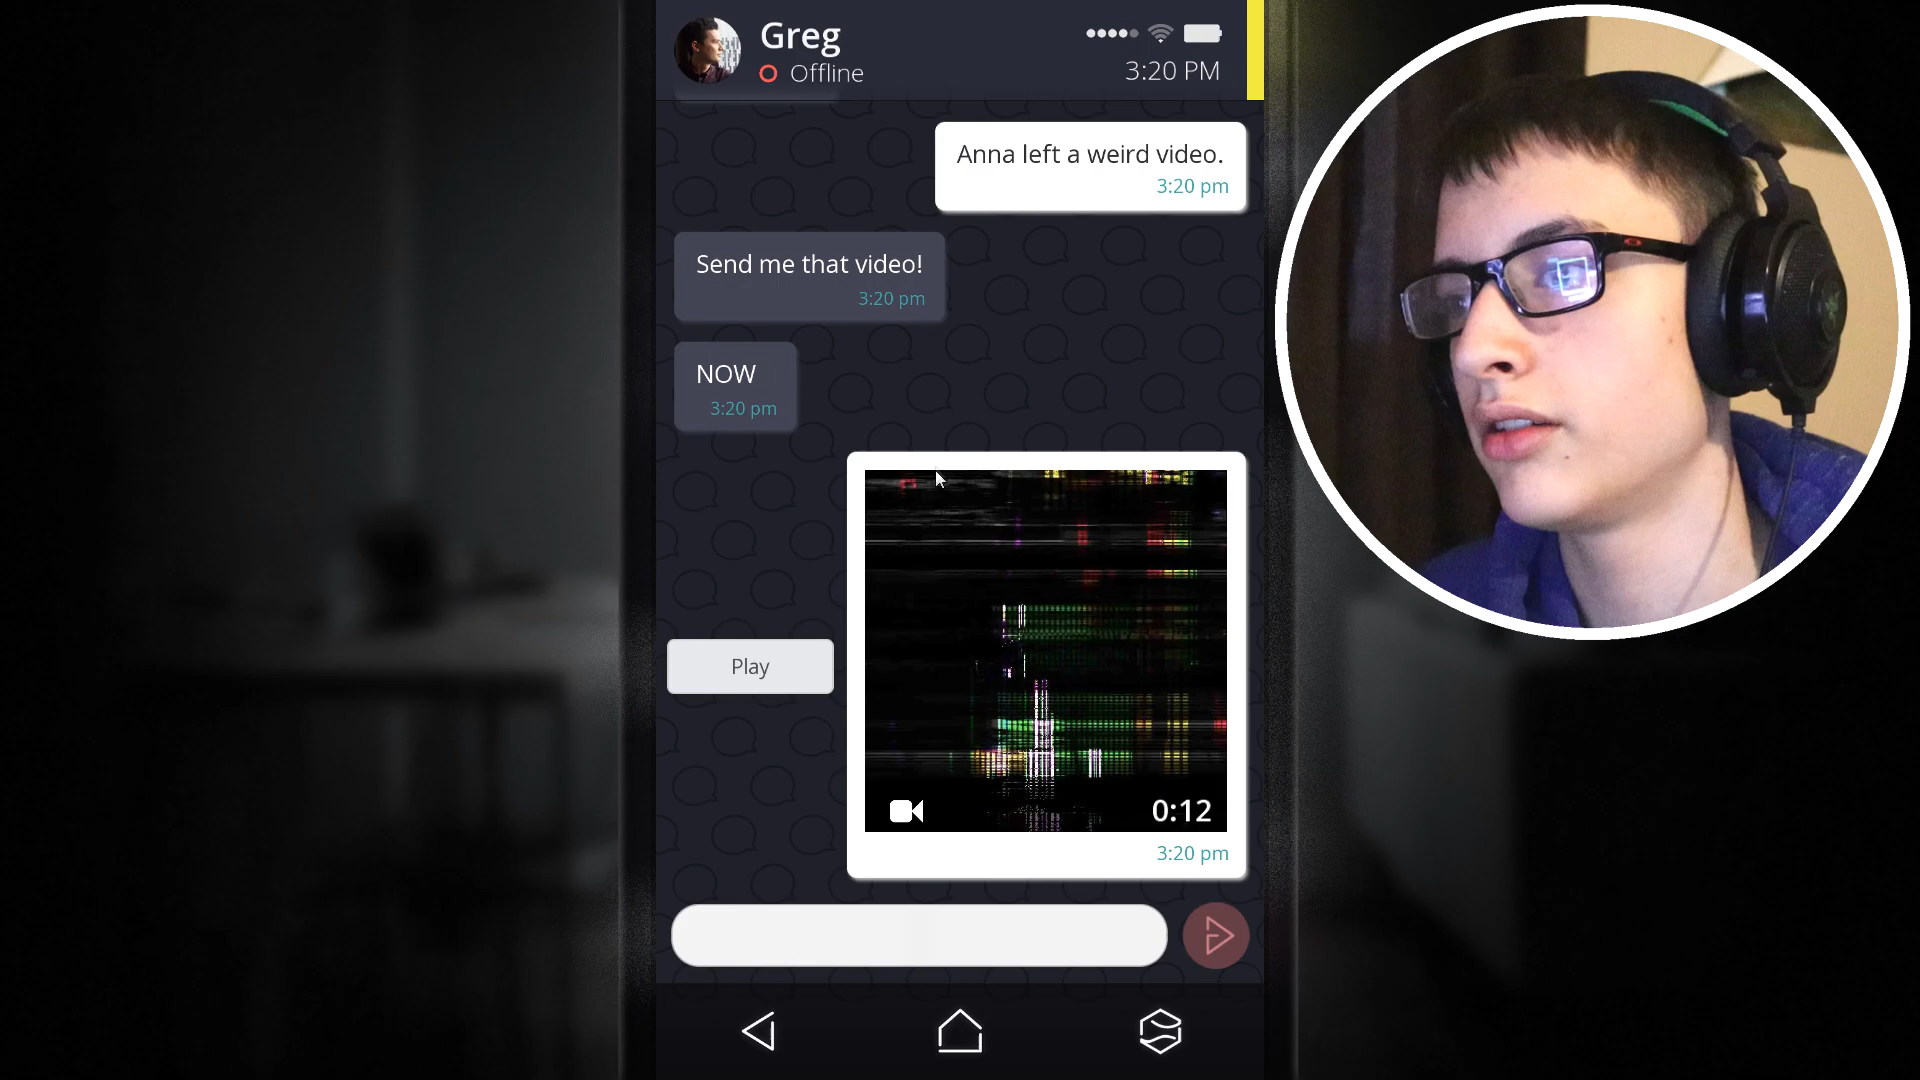 Greg
Offline
3:20 PM
Anna left a weird video.
3:20 pm
Send me that video!
3:20 pm
NOW
3:20 pm
Play
0:12
3:20 pm